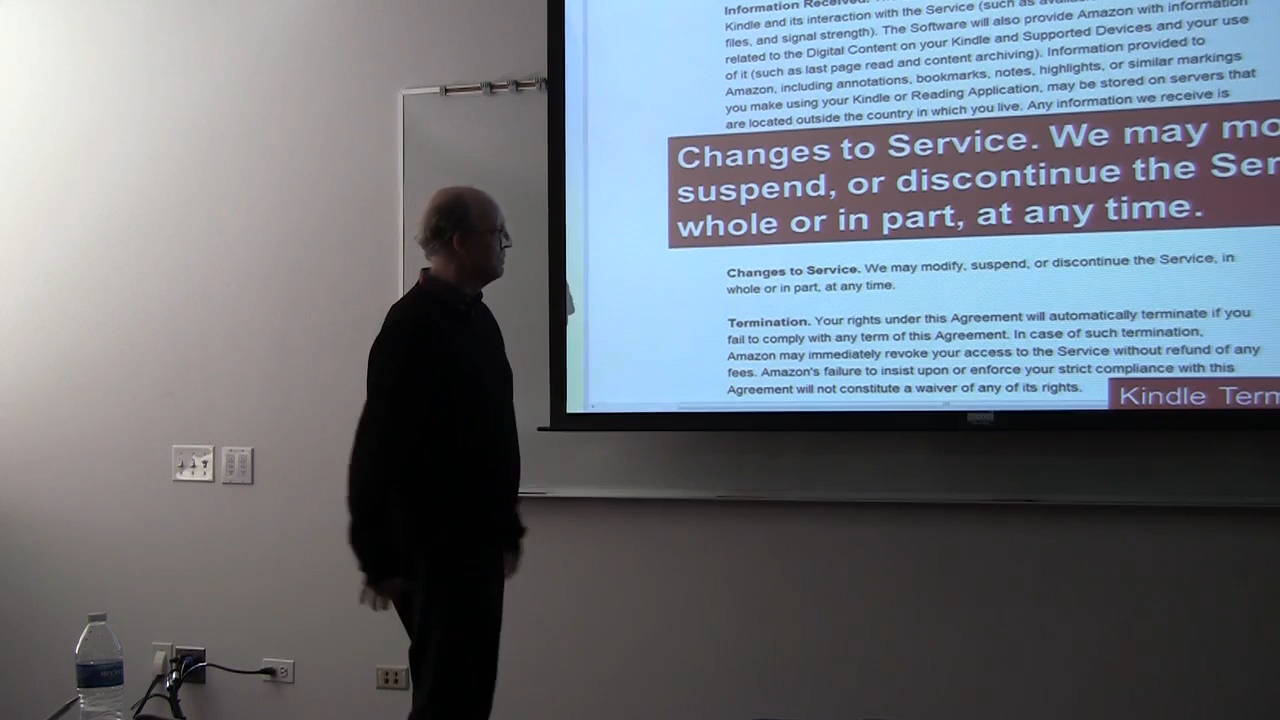 Information Received.
Kindle and its interaction with the Service (such as
files, and signal strength). The Software will also provide Amazon with information
related to the Digital Content on your Kindle and Supported Devices and your use
of it (such as last page read and content archiving). Information provided to
Amazon, including annotations, bookmarks, notes, highlights, or similar markings
you make using your Kindle or Reading Application, may be stored on servers that
are located outside the country in which you live. Any information we receive is
Changes to Service. We may mo
suspend, or discontinue the Ser
whole or in part, at any time.
Changes to Service. We may modify, suspend, or discontinue the Service, in
whole or in part, at any time.
Termination. Your rights under this Agreement will automatically terminate if you
fail to comply with any term of this Agreement. In case of such termination,
Amazon may immediately revoke your access to the Service without refund of any
fees. Amazon's failure to insist upon or enforce your strict compliance with this
Agreement will not constitute a waiver of any of its rights.
Kindle Term